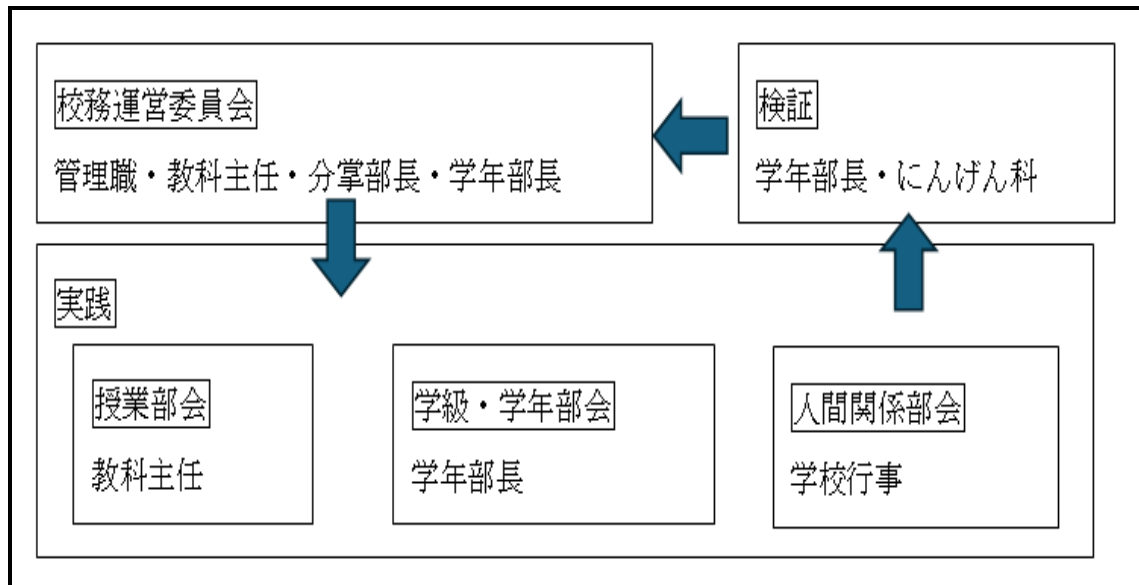 校務運営委員会
管理職・教科主任・分掌部長・学年部長
検証
学年部長・にんげん科
実践
授業部会
教科主任
学級・学年部会
学年部長
人間関係部会
学校行事